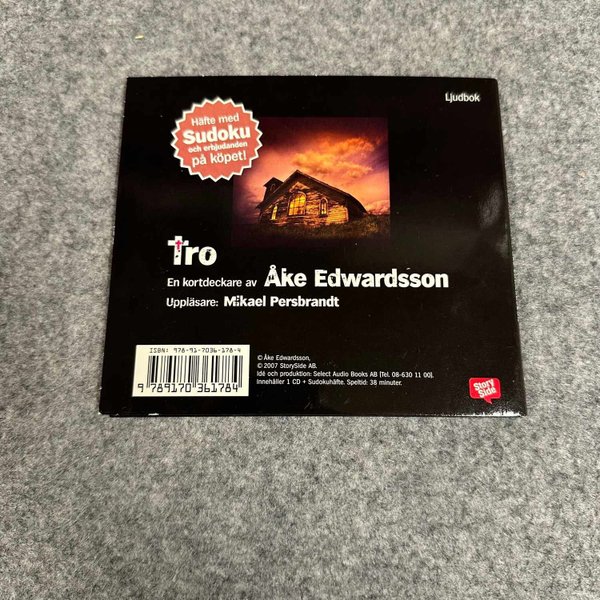 Ljudbok
Häfte med
Sudoku
och erbjudanden
på köpet!
Tro
En kortdeckare av Åke Edwardsson
Uppläsare: Mikael Persbrandt
ISBN: 978-91-7036-178-4
9 789170 361784
© Åke Edwardsson,
© 2007 StorySide AB.
Idé och produktion: Select Audio Books AB [Tel. 08-630 11 00].
Innehåller 1 CD + Sudokuhäfte. Speltid: 38 minuter.
Story
Side